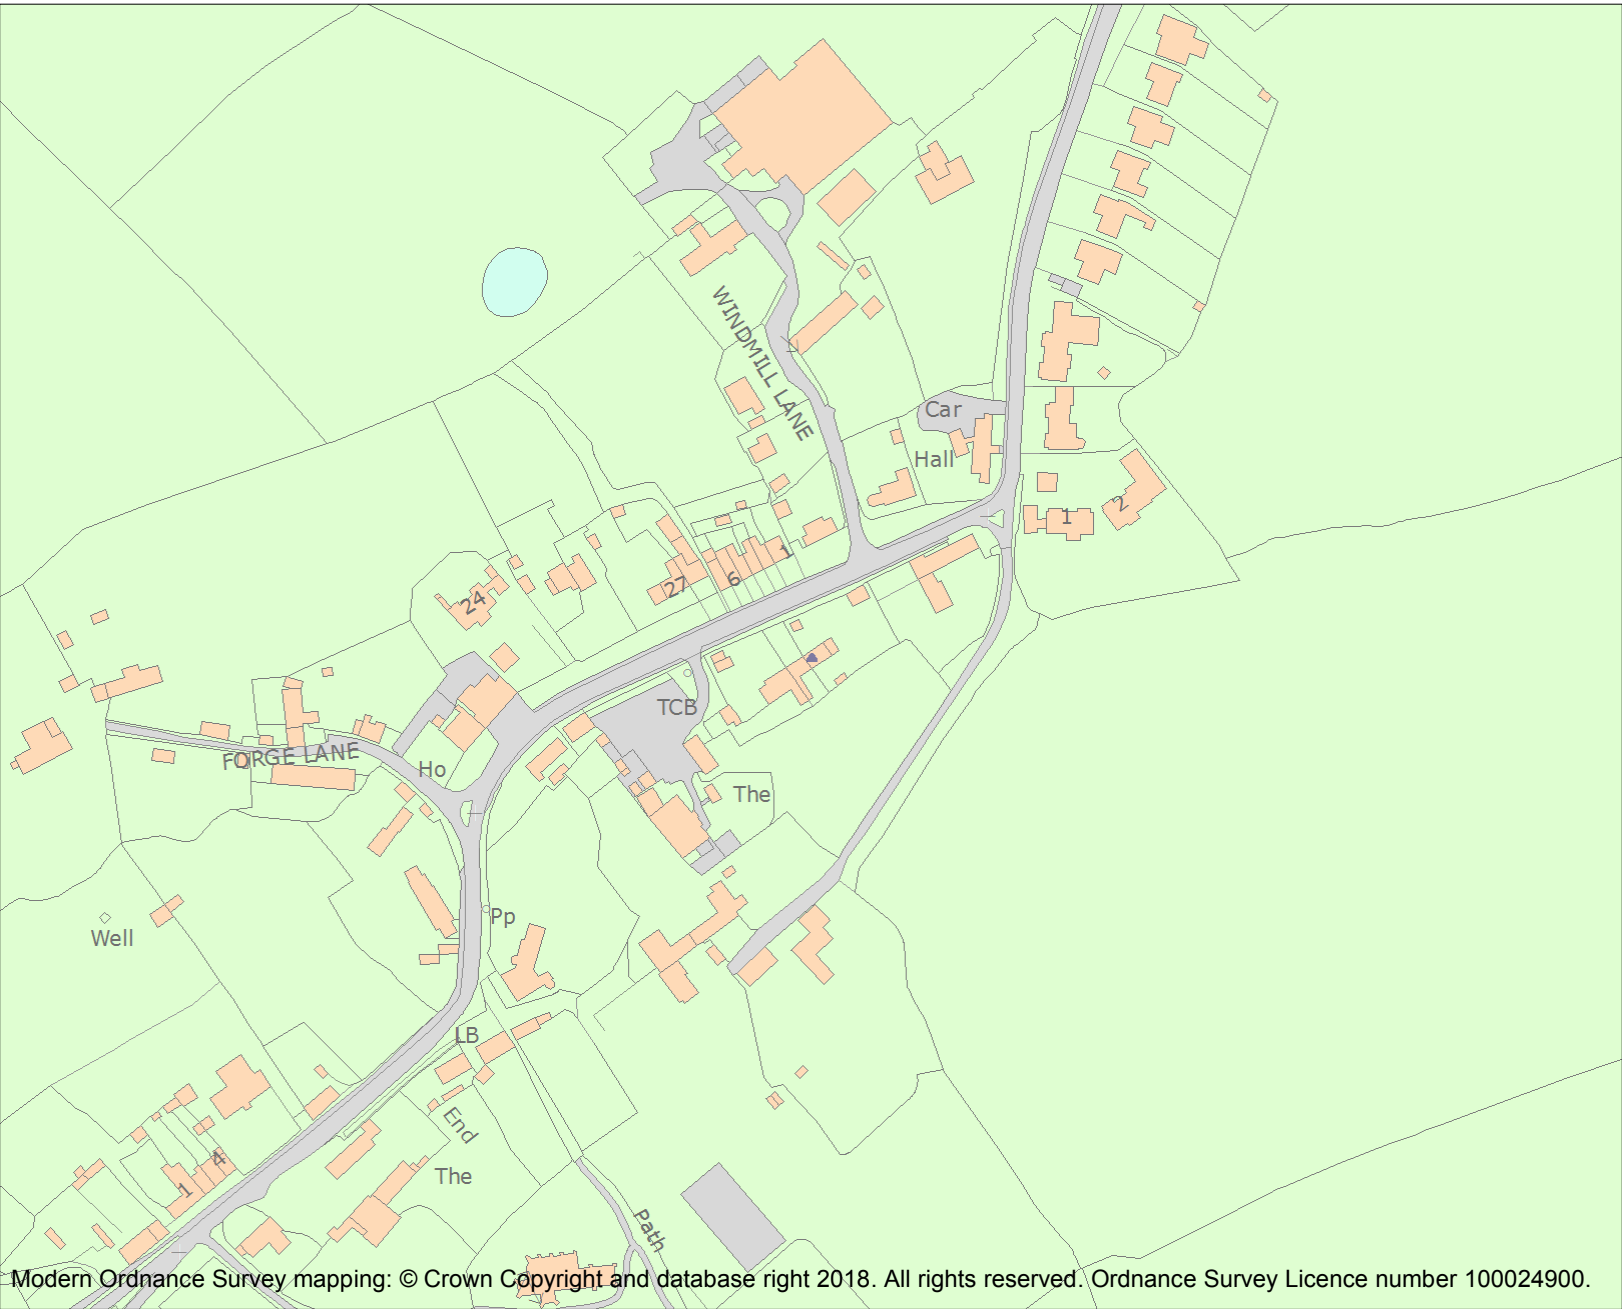 WINDMILL LANE
Car
Hall
2
1
1
6
27
24
TCB
FORGE LANE
Ho
The
Pp
Well
LB
End
The
4
1
Path
Modern Ordnance Survey mapping: © Crown Copyright and database right 2018. All rights reserved. Ordnance Survey Licence number 100024900.